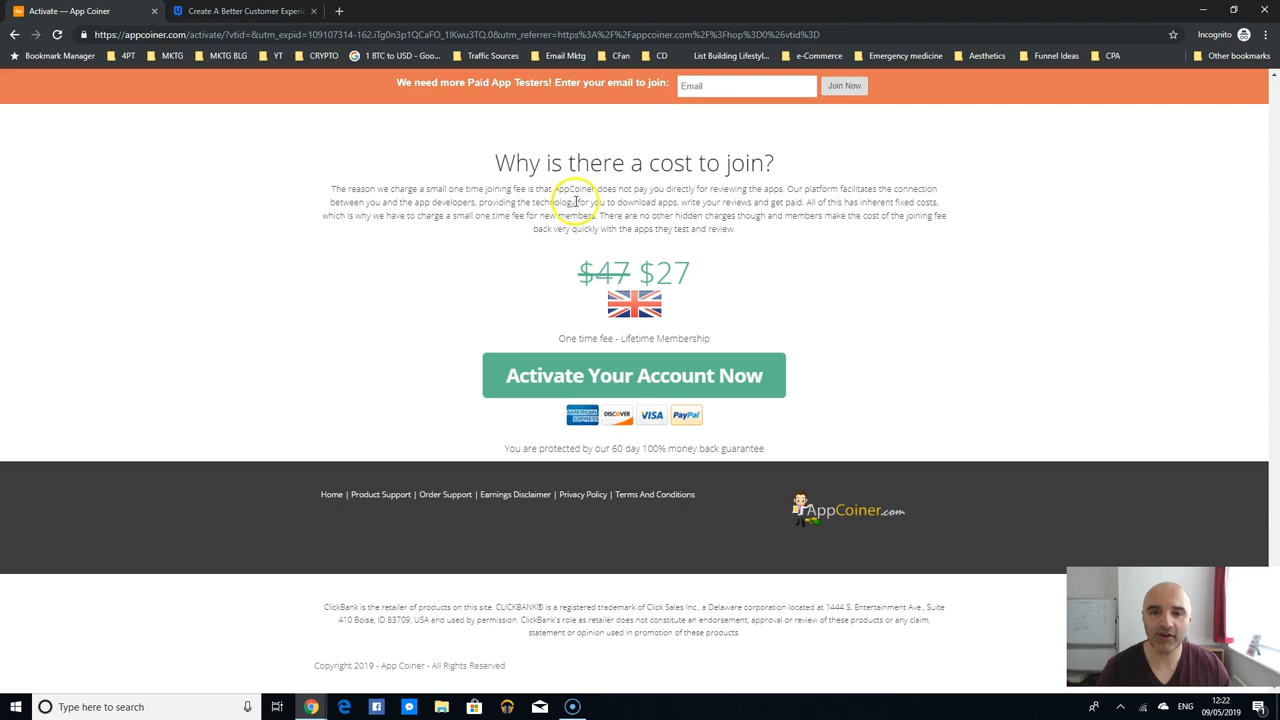 Activate — App Coiner
Create A Better Customer Experi
https://appcoiner.com/activate/?vtid=&utm_expid=109107314-162.iTg0n3p1QCaFO_1IKwu3TQ.0&utm_referrer=https%3A%2F%2Fappcoiner.com%2F%3Fhop%3D0%26vtid%3D
Incognito
Bookmark Manager
4PT
MKTG
MKTG BLG
YT
CRYPTO
1 BTC to USD - Goo...
Traffic Sources
Email Mktg
CFan
CD
List Building Lifestyl...
e-Commerce
Emergency medicine
Aesthetics
Funnel Ideas
CPA
Other bookmarks
We need more Paid App Testers! Enter your email to join:
Email
Join Now
Why is there a cost to join?
The reason we charge a small one time joining fee is that AppCoiner does not pay you directly for reviewing the apps. Our platform facilitates the connection
between you and the app developers, providing the technology for you to download apps, write your reviews and get paid. All of this has inherent fixed costs,
which is why we have to charge a small one time fee for new members. There are no other hidden charges though and members make the cost of the joining fee
back very quickly with the apps they test and review.
$47 $27
One time fee - Lifetime Membership
Activate Your Account Now
AMERICAN EXPRESS DISCOVER VISA PayPal
You are protected by our 60 day 100% money back guarantee
Home | Product Support | Order Support | Earnings Disclaimer | Privacy Policy | Terms And Conditions
AppCoiner.com
ClickBank is the retailer of products on this site. CLICKBANK® is a registered trademark of Click Sales Inc., a Delaware corporation located at 1444 S. Entertainment Ave., Suite
410 Boise, ID 83709, USA and used by permission. ClickBank's role as retailer does not constitute an endorsement, approval or review of these products or any claim,
statement or opinion used in promotion of these products.
Copyright 2019 - App Coiner - All Rights Reserved
Type here to search
12:22
09/05/2019